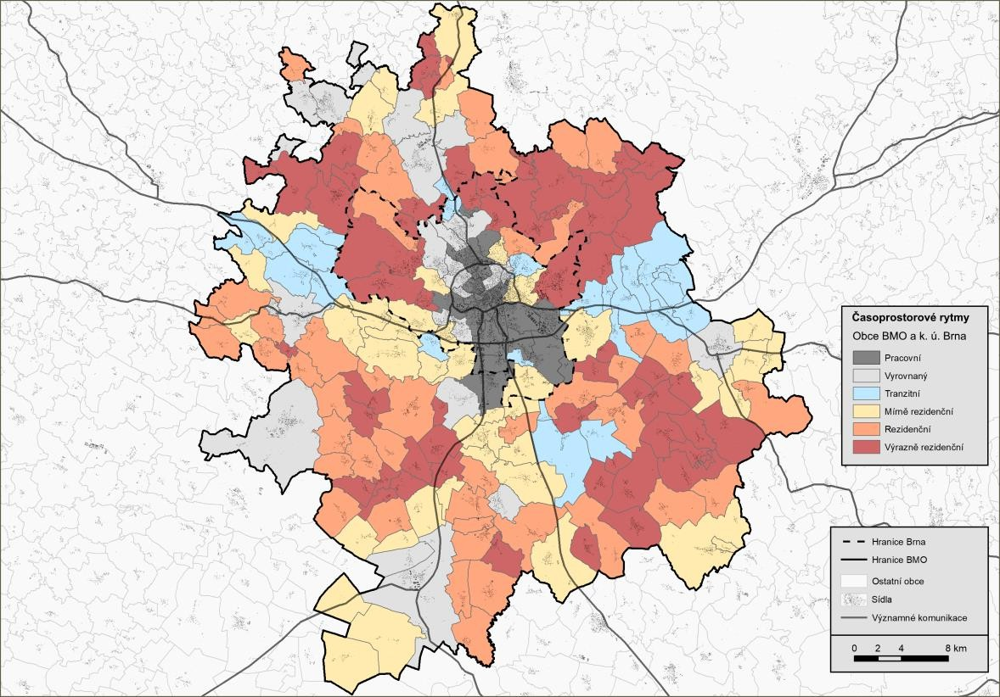 Časoprostorové rytmy
Obce BMO a k. ú. Brna
Pracovní
Vyrovnaný
Tranzitní
Mírně rezidenční
Rezidenční
Výrazně rezidenční
Hranice Brna
Hranice BMO
Ostatní obce
Sídla
Významné komunikace
0 2 4 8 km